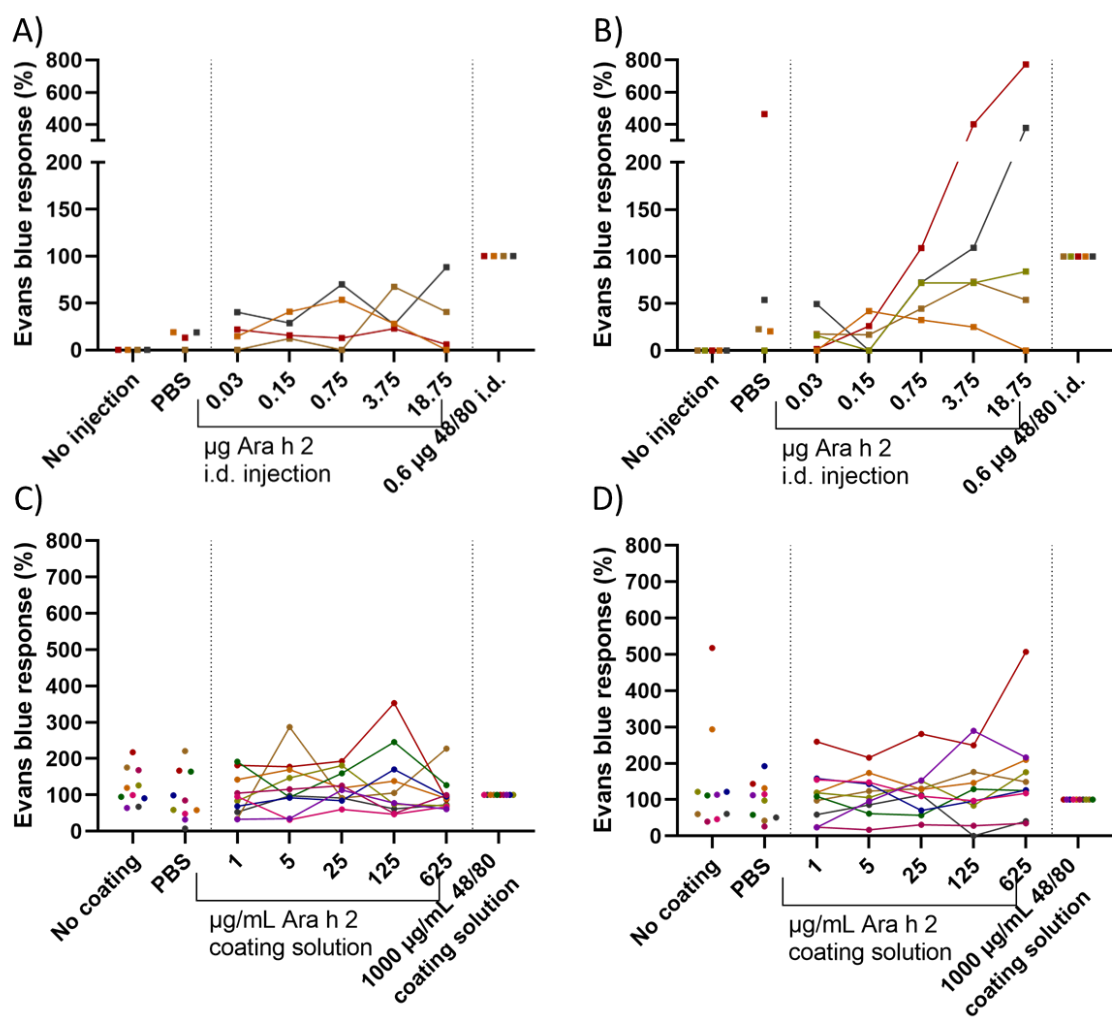 A)
Evans blue response (%)
800
600
400
200
150
100
50
0
No injection
PBS
0.03
0.15
0.75
3.75
18.75
0.6 µg 48/80 i.d.
µg Ara h 2
i.d. injection
B)
Evans blue response (%)
800
600
400
200
150
100
50
0
No injection
PBS
0.03
0.15
0.75
3.75
18.75
0.6 µg 48/80 i.d.
µg Ara h 2
i.d. injection
C)
Evans blue response (%)
800
700
600
500
400
300
200
100
0
No coating
PBS
1
5
25
125
625
1000 µg/mL 48/80
coating solution
µg/mL Ara h 2
coating solution
D)
Evans blue response (%)
800
700
600
500
400
300
200
100
0
No coating
PBS
1
5
25
125
625
1000 µg/mL 48/80
coating solution
µg/mL Ara h 2
coating solution